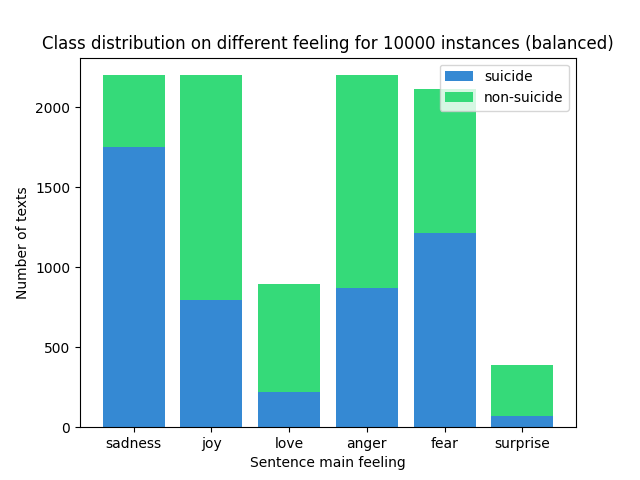 Class distribution on different feeling for 10000 instances (balanced)
suicide
non-suicide
2000
1500
1000
500
0
Number of texts
sadness joy love anger fear surprise
Sentence main feeling